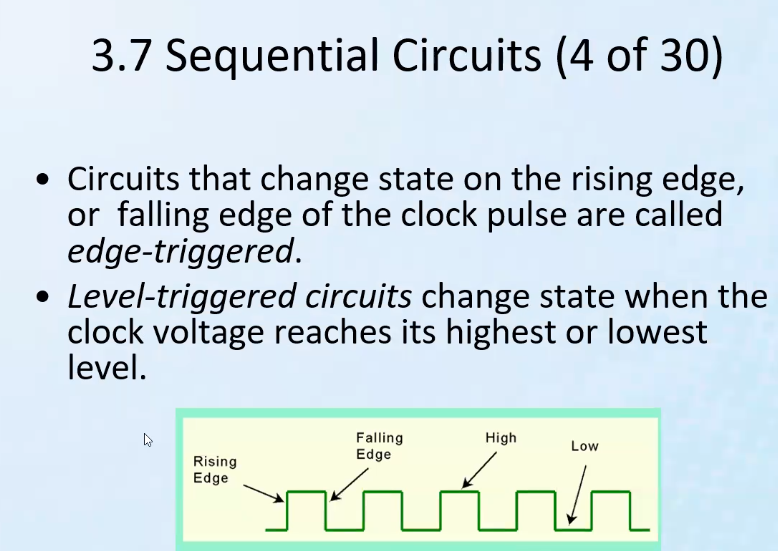 3.7 Sequential Circuits (4 of 30)
• Circuits that change state on the rising edge,
or  falling edge of the clock pulse are called
edge-triggered.
• Level-triggered circuits change state when the
clock voltage reaches its highest or lowest
level.
Rising
Edge
Falling
Edge
High
Low